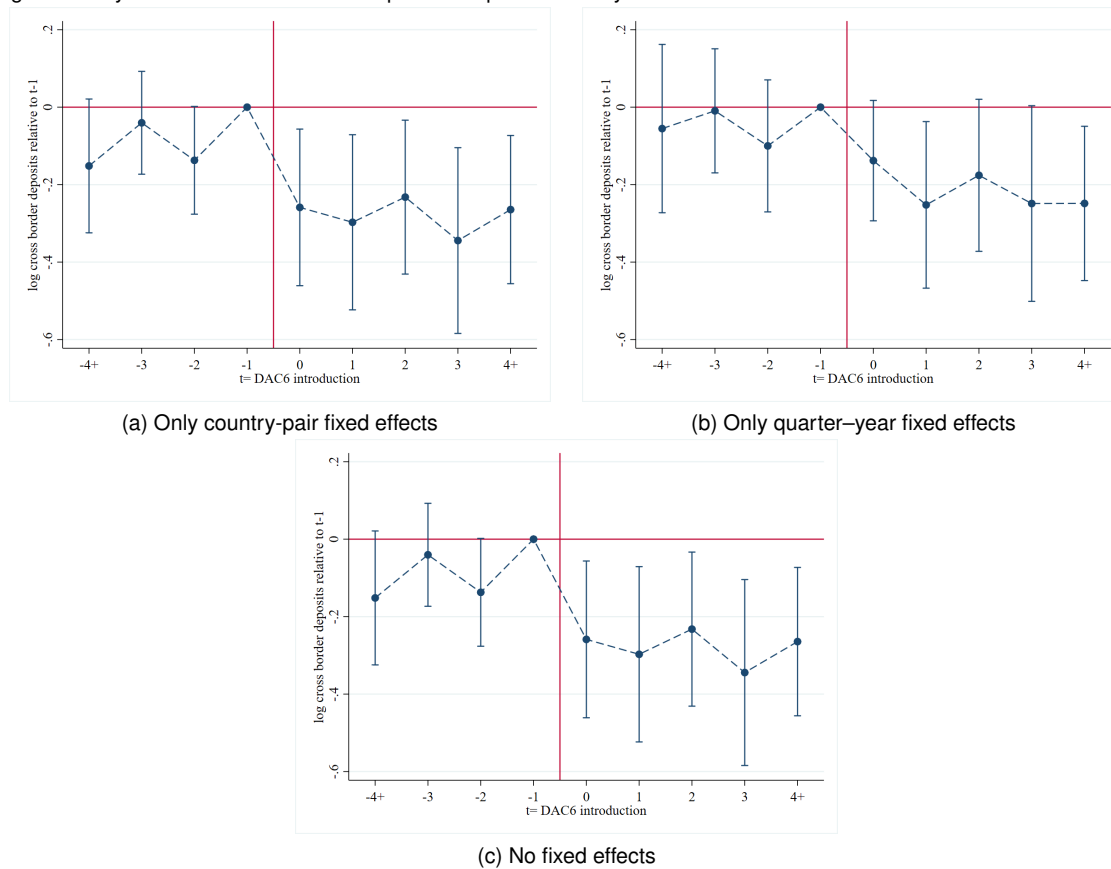 .2
0
-.2
-.4
-.6
log cross border deposits relative to t-1
-4+ -3 -2 -1 0 1 2 3 4+
t= DAC6 introduction
(a) Only country-pair fixed effects
.2
0
-.2
-.4
-.6
log cross border deposits relative to t-1
-4+ -3 -2 -1 0 1 2 3 4+
t= DAC6 introduction
(b) Only quarter–year fixed effects
.2
0
-.2
-.4
-.6
log cross border deposits relative to t-1
-4+ -3 -2 -1 0 1 2 3 4+
t= DAC6 introduction
(c) No fixed effects